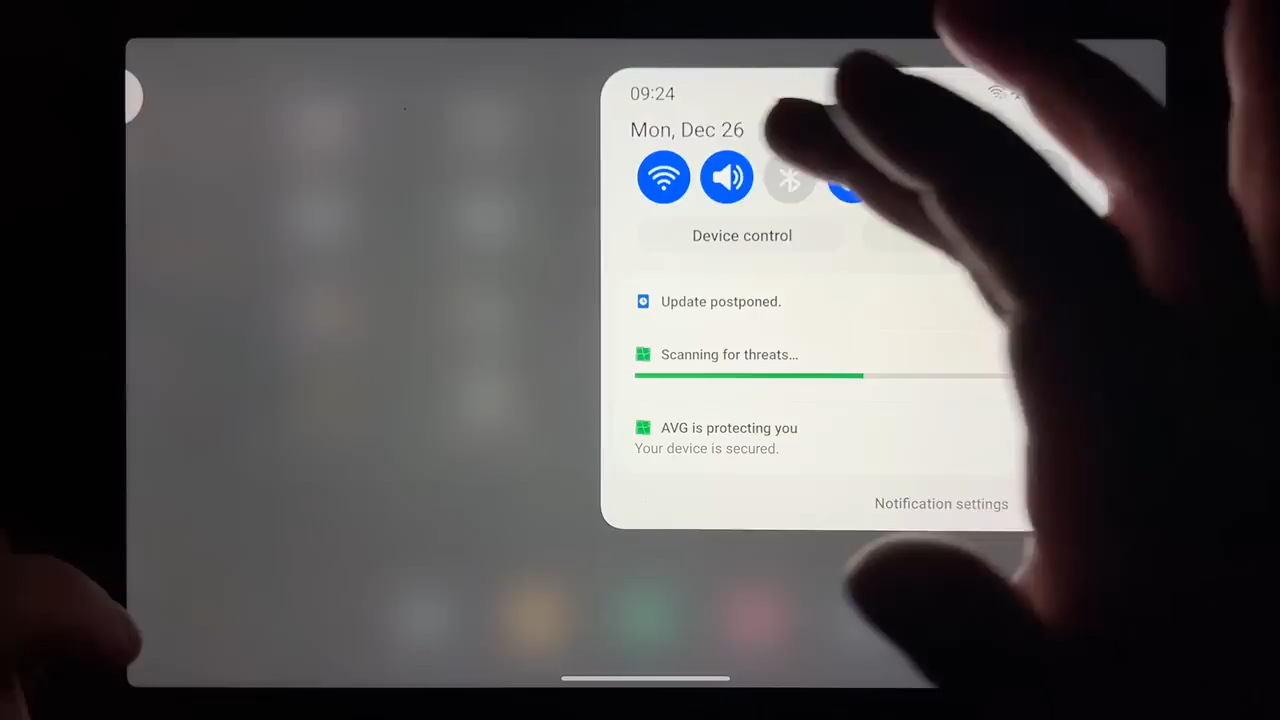 09:24
Mon, Dec 26
Device control
Update postponed.
Scanning for threats...
AVG is protecting you
Your device is secured.
Notification settings